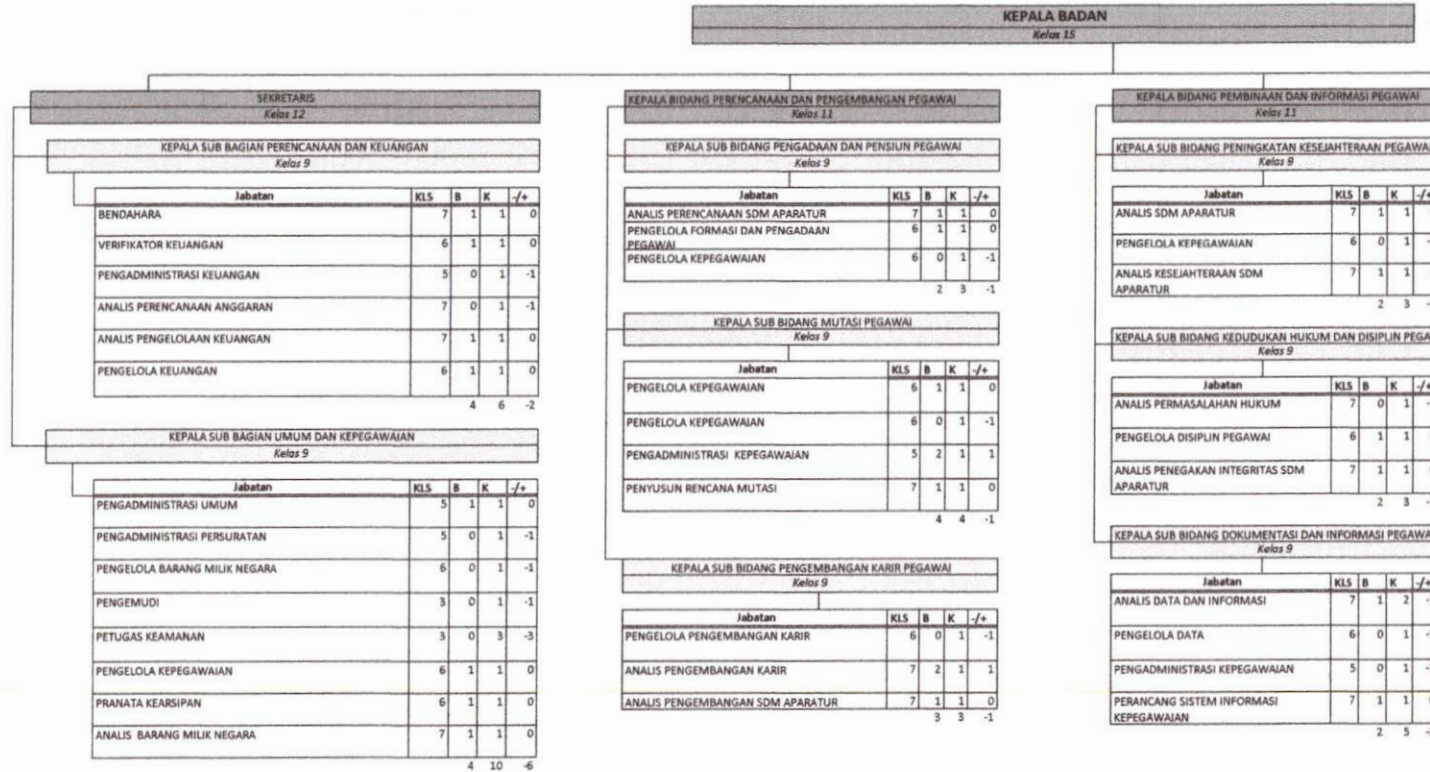 KEPALA BADAN
Kelas 15
SEKRETARIS
Kelas 12
KEPALA SUB BAGIAN PERENCANAAN DAN KEUANGAN
Kelas 9
Jabatan KLS B K -/+
BENDAHARA 7 1 1 0
VERIFIKATOR KEUANGAN 6 1 1 0
PENGADMINISTRASI KEUANGAN 5 0 1 -1
ANALIS PERENCANAAN ANGGARAN 7 0 1 -1
ANALIS PENGELOLAAN KEUANGAN 7 1 1 0
PENGELOLA KEUANGAN 6 1 1 0
4 6 -2
KEPALA SUB BAGIAN UMUM DAN KEPEGAWAIAN
Kelas 9
Jabatan KLS B K -/+
PENGADMINISTRASI UMUM 5 1 1 0
PENGADMINISTRASI PERSURATAN 5 0 1 -1
PENGELOLA BARANG MILIK NEGARA 6 0 1 -1
PENGEMUDI 3 0 1 -1
PETUGAS KEAMANAN 3 0 3 -3
PENGELOLA KEPEGAWAIAN 6 1 1 0
PRANATA KEARSIPAN 6 1 1 0
ANALIS BARANG MILIK NEGARA 7 1 1 0
4 10 -6
KEPALA BIDANG PERENCANAAN DAN PENGEMBANGAN PEGAWAI
Kelas 11
KEPALA SUB BIDANG PENGADAAN DAN PENSIUN PEGAWAI
Kelas 9
Jabatan KLS B K -/+
ANALIS PERENCANAAN SDM APARATUR 7 1 1 0
PENGELOLA FORMASI DAN PENGADAAN 6 1 1 0
PEGAWAI
PENGELOLA KEPEGAWAIAN 6 0 1 -1
2 3 -1
KEPALA SUB BIDANG MUTASI PEGAWAI
Kelas 9
Jabatan KLS B K -/+
PENGELOLA KEPEGAWAIAN 6 1 1 0
PENGELOLA KEPEGAWAIAN 6 0 1 -1
PENGADMINISTRASI KEPEGAWAIAN 5 2 1 1
PENYUSUN RENCANA MUTASI 7 1 1 0
4 4 -1
KEPALA SUB BIDANG PENGEMBANGAN KARIR PEGAWAI
Kelas 9
Jabatan KLS B K -/+
PENGELOLA PENGEMBANGAN KARIR 6 0 1 -1
ANALIS PENGEMBANGAN KARIR 7 2 1 1
ANALIS PENGEMBANGAN SDM APARATUR 7 1 1 0
3 3 -1
KEPALA BIDANG PEMBINAAN DAN INFORMASI PEGAWAI
Kelas 11
KEPALA SUB BIDANG PENINGKATAN KESEJAHTERAAN PEGAWAI
Kelas 9
Jabatan KLS B K -/+
ANALIS SDM APARATUR 7 1 1
PENGELOLA KEPEGAWAIAN 6 0 1
ANALIS KESEJAHTERAAN SDM 7 1 1
APARATUR
2 3
KEPALA SUB BIDANG KEDUDUKAN HUKUM DAN DISIPLIN
Kelas 9
Jabatan KLS B K -/+
ANALIS PERMASALAHAN HUKUM 7 0 1
PENGELOLA DISIPLIN PEGAWAI 6 1 1
ANALIS PENEGAKAN INTEGRITAS SDM 7 1 1
APARATUR
2 3
KEPALA SUB BIDANG DOKUMENTASI DAN INFORMASI
Kelas 9
Jabatan KLS B K -/+
ANALIS DATA DAN INFORMASI 7 1 2
PENGELOLA DATA 6 0 1
PENGADMINISTRASI KEPEGAWAIAN 5 0 1
PERANCANG SISTEM INFORMASI 7 1 1
KEPEGAWAIAN
2 5